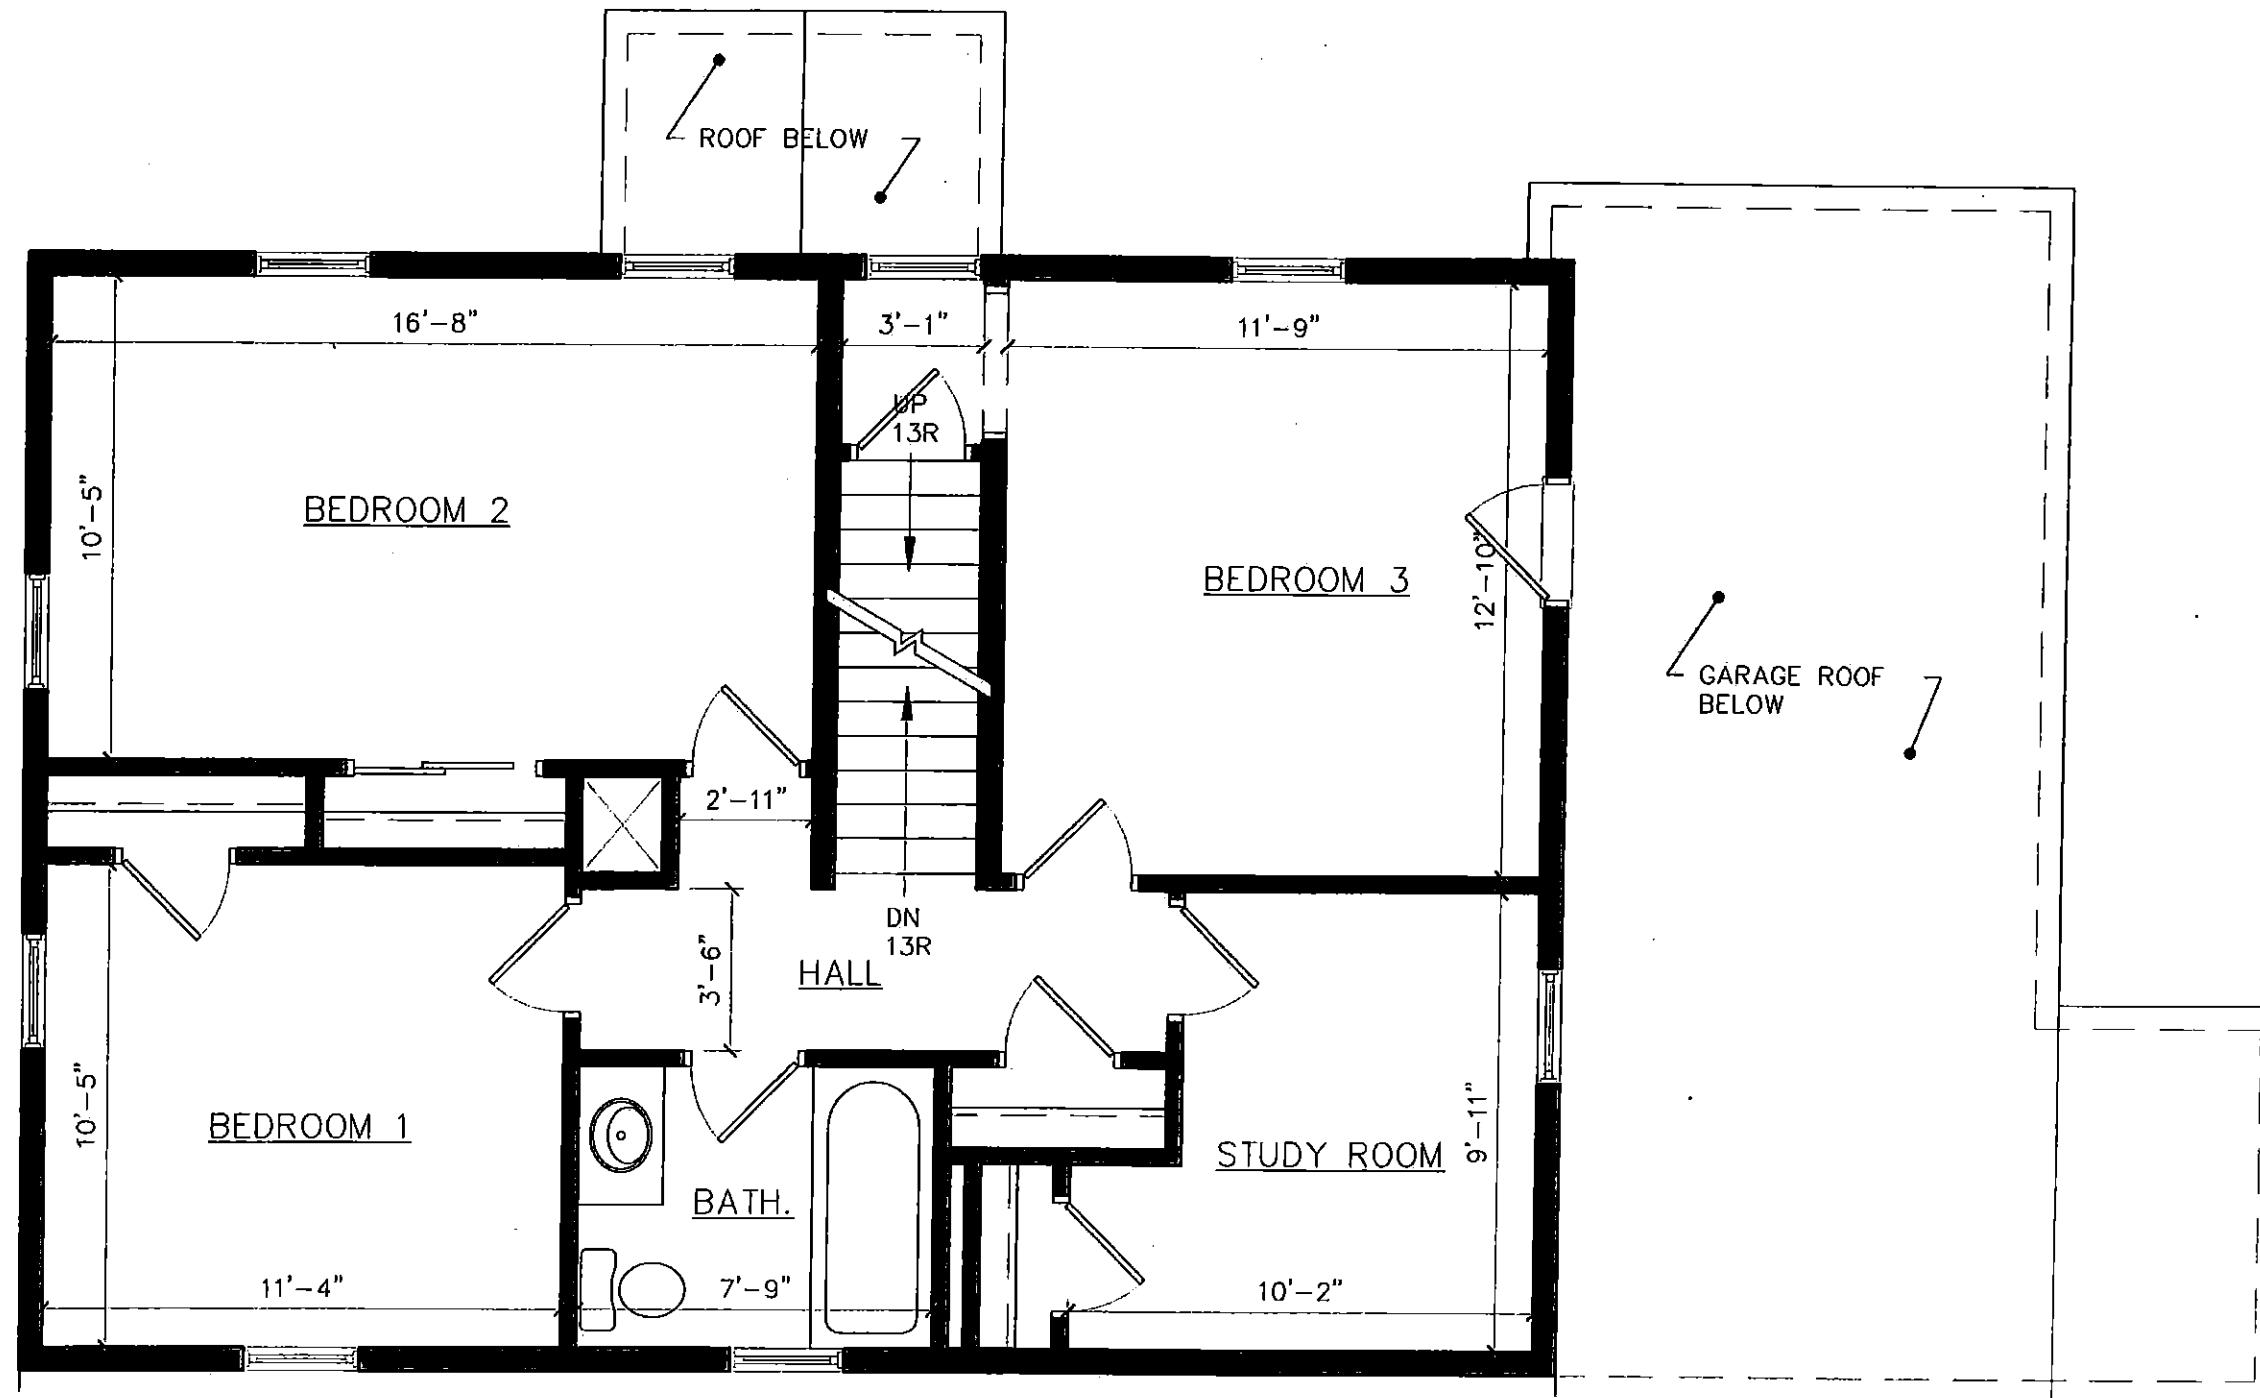 ROOF BELOW
16'-8"
3'-1"
11'-9"
UP
13R
10'-5"
BEDROOM 2
BEDROOM 3
12'-10"
GARAGE ROOF
BELOW
2'-11"
DN
13R
3'-6"
HALL
10'-5"
BEDROOM 1
9'-11"
STUDY ROOM
BATH.
11'-4"
7'-9"
10'-2"